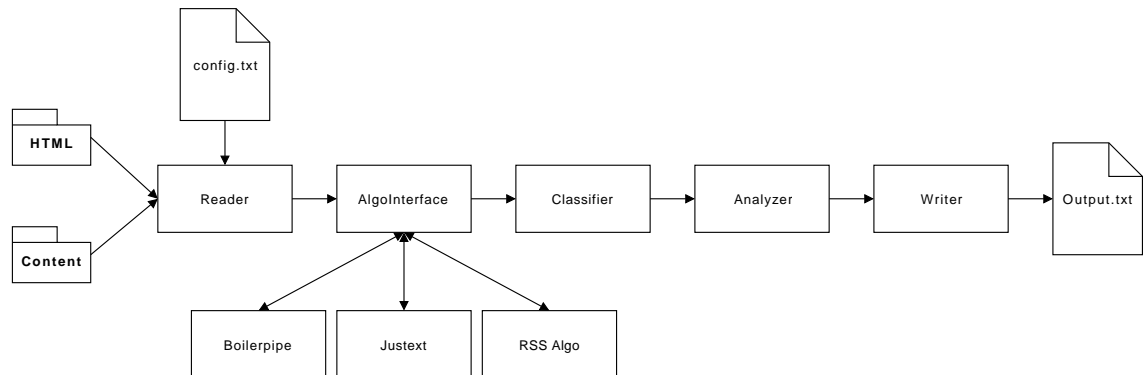 config.txt
HTML
Reader
AlgoInterface
Classifier
Analyzer
Writer
Output.txt
Content
Boilerpipe
Justext
RSS Algo